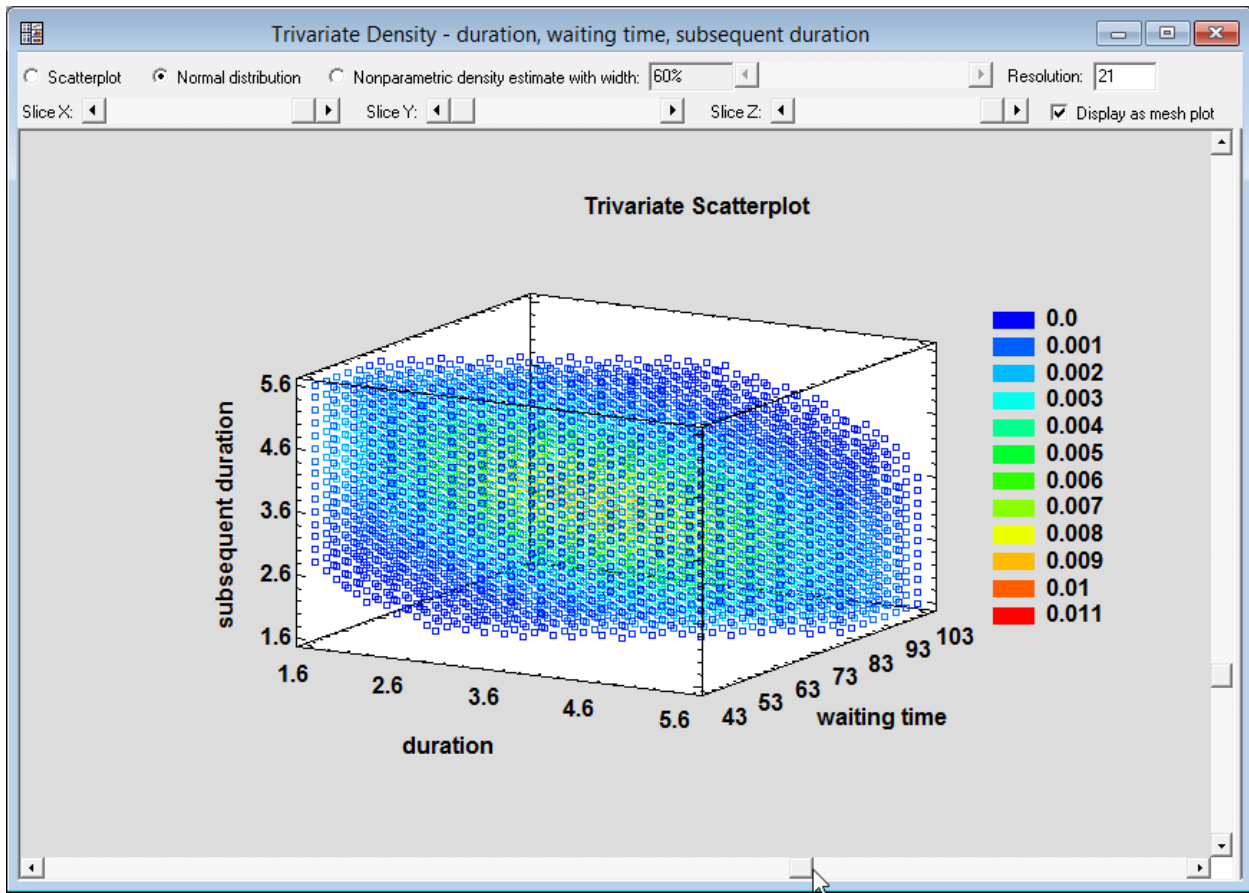 Trivariate Density - duration, waiting time, subsequent duration
Scatterplot Normal distribution Nonparametric density estimate with width: 60% Resolution: 21
Slice X: Slice Y: Slice Z: Display as mesh plot
Trivariate Scatterplot
0.0
0.001
0.002
0.003
0.004
0.005
0.006
0.007
0.008
0.009
0.01
0.011
subsequent duration
5.6
4.6
3.6
2.6
1.6
1.6 2.6 3.6 4.6 5.6
duration
43 53 63 73 83 93 103
waiting time